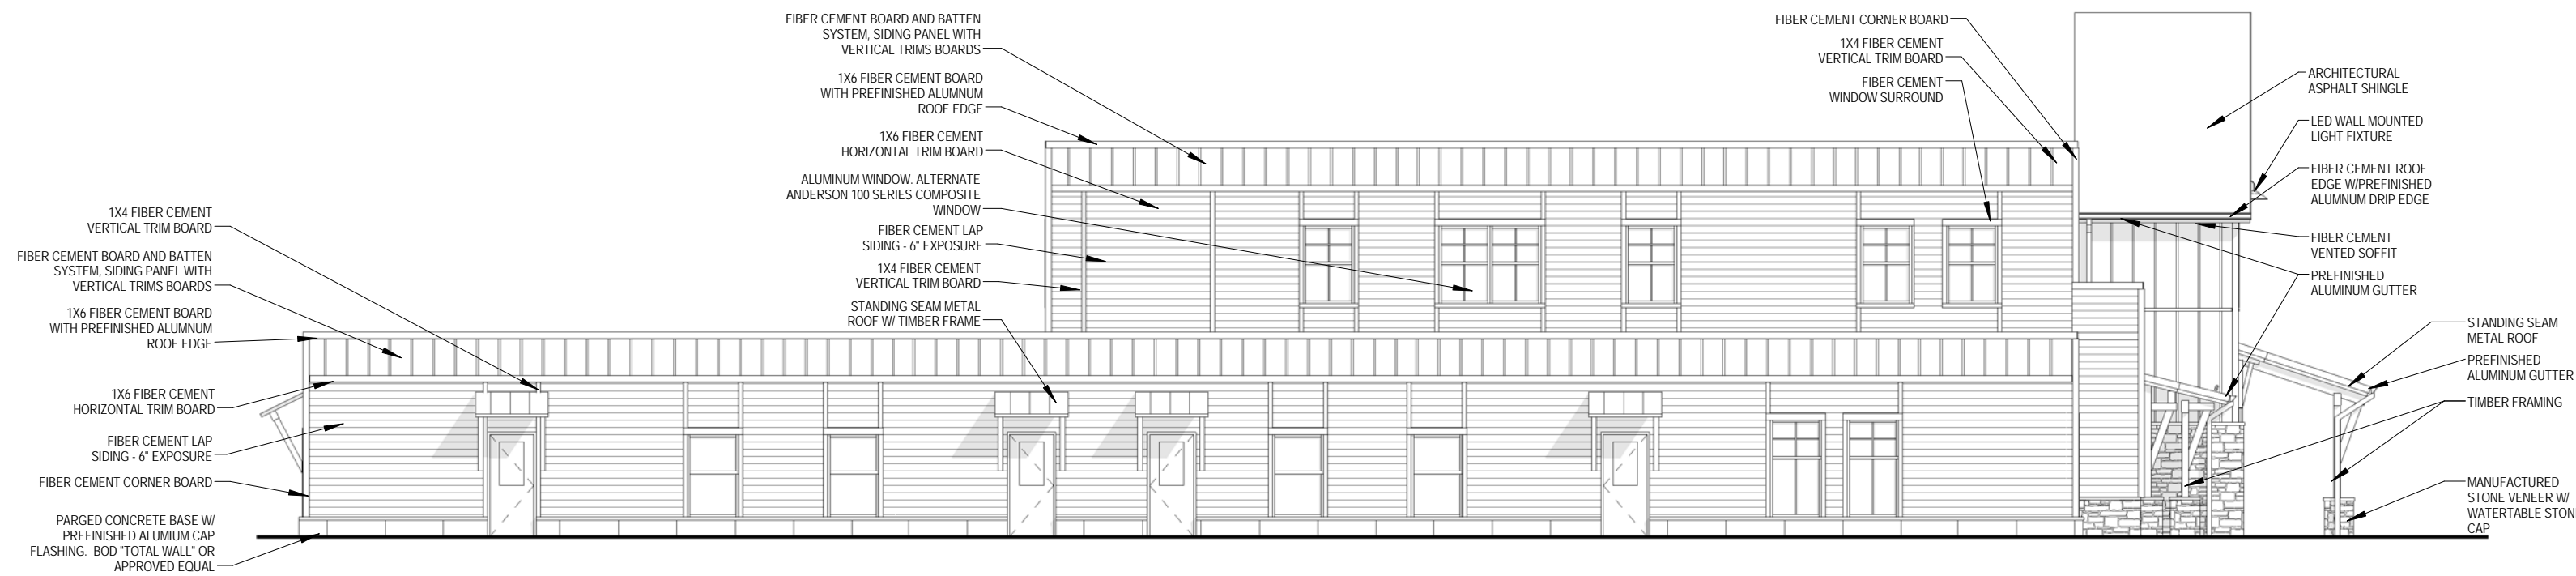 FIBER CEMENT BOARD AND BATTEN
SYSTEM, SIDING PANEL WITH
VERTICAL TRIMS BOARDS
1X6 FIBER CEMENT BOARD
WITH PREFINISHED ALUMNUM
ROOF EDGE
1X6 FIBER CEMENT
HORIZONTAL TRIM BOARD
ALUMINUM WINDOW. ALTERNATE
ANDERSON 100 SERIES COMPOSITE
WINDOW
FIBER CEMENT LAP
SIDING - 6" EXPOSURE
1X4 FIBER CEMENT
VERTICAL TRIM BOARD
STANDING SEAM METAL
ROOF W/ TIMBER FRAME
1X4 FIBER CEMENT
VERTICAL TRIM BOARD
FIBER CEMENT BOARD AND BATTEN
SYSTEM, SIDING PANEL WITH
VERTICAL TRIMS BOARDS
1X6 FIBER CEMENT BOARD
WITH PREFINISHED ALUMNUM
ROOF EDGE
1X6 FIBER CEMENT
HORIZONTAL TRIM BOARD
FIBER CEMENT LAP
SIDING - 6" EXPOSURE
FIBER CEMENT CORNER BOARD
PARGED CONCRETE BASE W/
PREFINISHED ALUMIUM CAP
FLASHING. BOD "TOTAL WALL" OR
APPROVED EQUAL
FIBER CEMENT CORNER BOARD
1X4 FIBER CEMENT
VERTICAL TRIM BOARD
FIBER CEMENT
WINDOW SURROUND
ARCHITECTURAL
ASPHALT SHINGLE
LED WALL MOUNTED
LIGHT FIXTURE
FIBER CEMENT ROOF
EDGE W/PREFINISHED
ALUMNUM DRIP EDGE
FIBER CEMENT
VENTED SOFFIT
PREFINISHED
ALUMINUM GUTTER
STANDING SEAM
METAL ROOF
PREFINISHED
ALUMINUM GUTTER
TIMBER FRAMING
MANUFACTURED
STONE VENEER W/
WATERTABLE STON
CAP